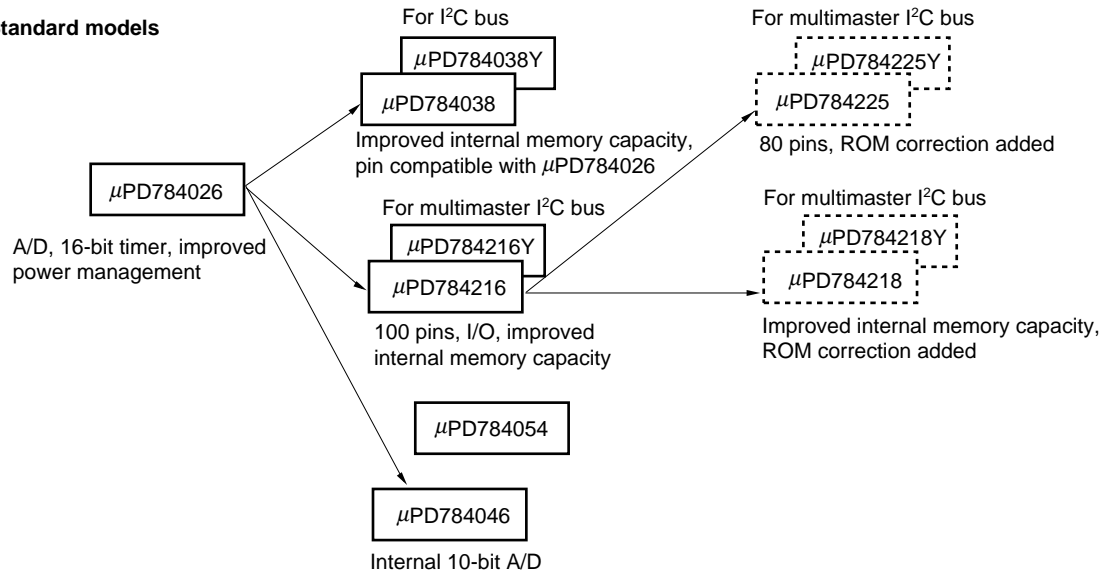 tandard models
For I²C bus
μPD784038Y
μPD784038
Improved internal memory capacity,
pin compatible with μPD784026
For multimaster I²C bus
μPD784225Y
μPD784225
80 pins, ROM correction added
μPD784026
A/D, 16-bit timer, improved
power management
For multimaster I²C bus
μPD784216Y
μPD784216
100 pins, I/O, improved
internal memory capacity
For multimaster I²C bus
μPD784218Y
μPD784218
Improved internal memory capacity,
ROM correction added
μPD784054
μPD784046
Internal 10-bit A/D